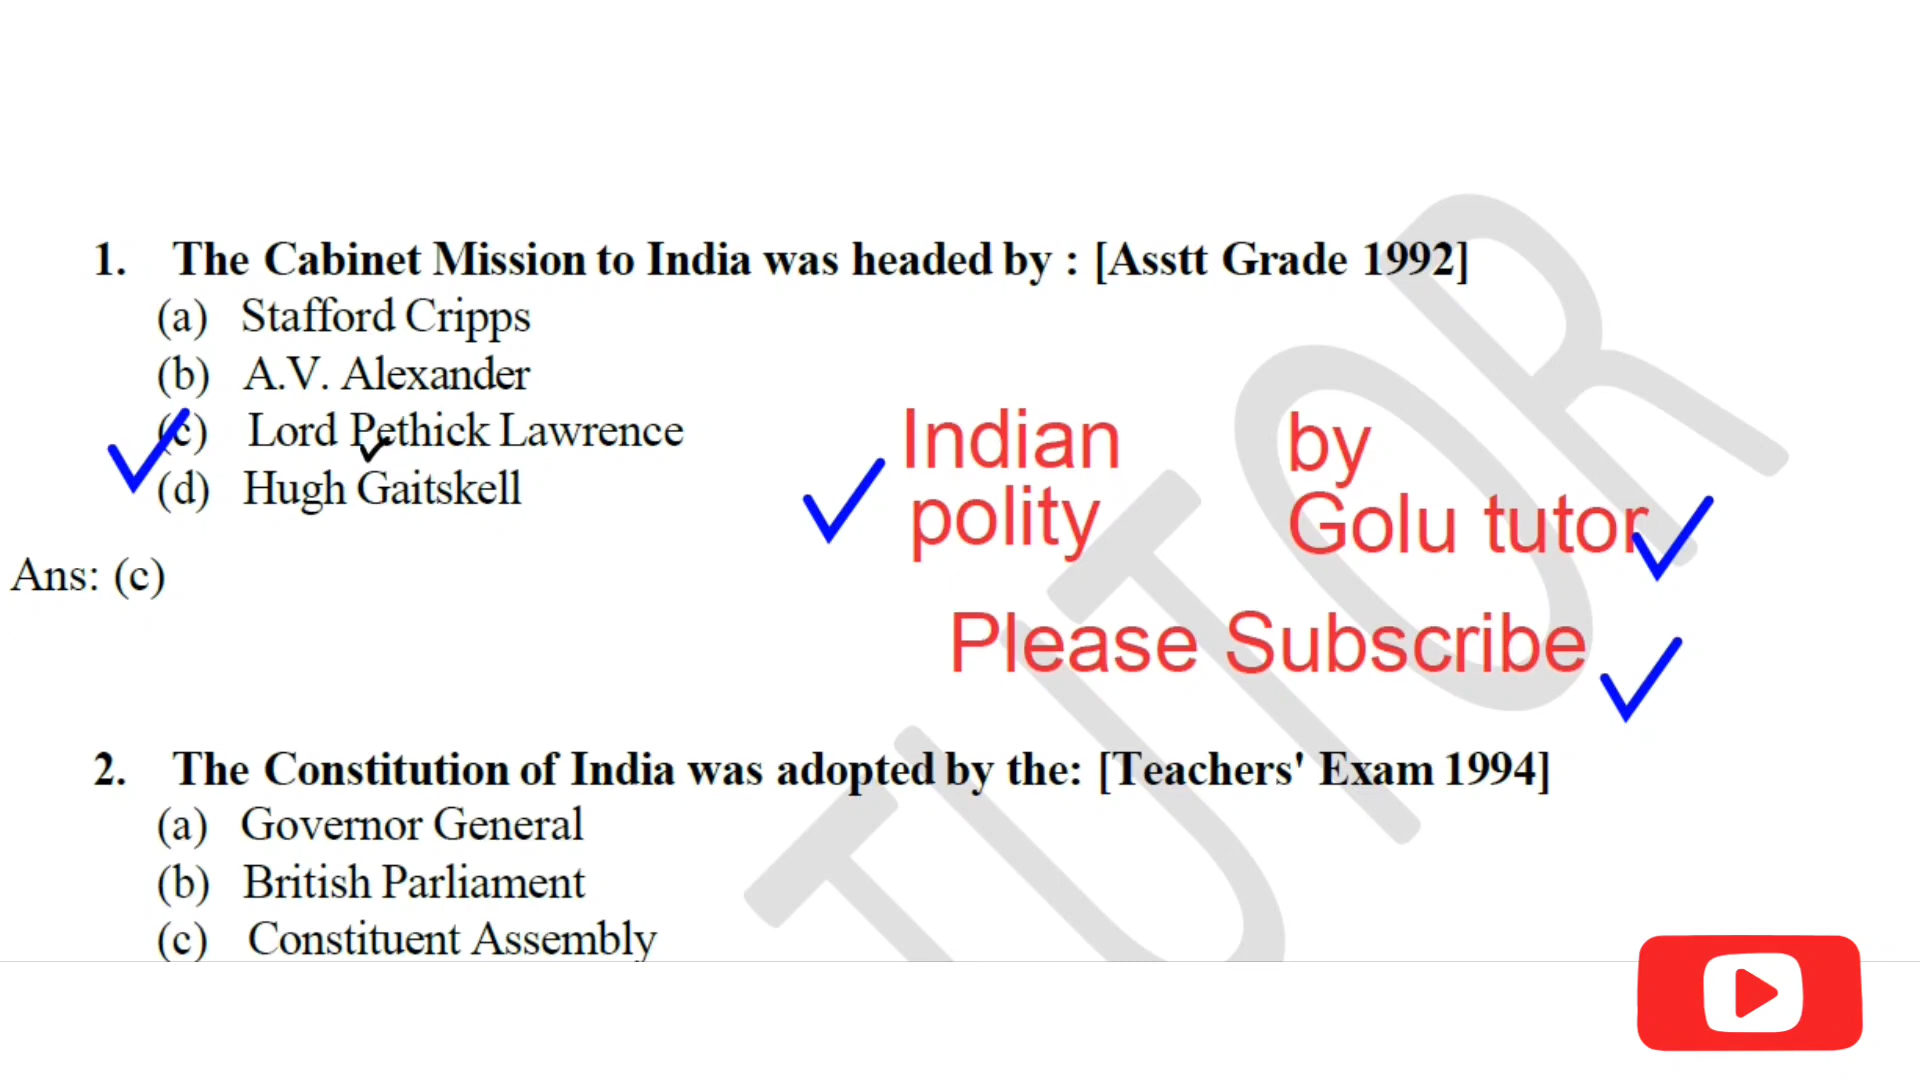 1. The Cabinet Mission to India was headed by : [Asstt Grade 1992]
(a) Stafford Cripps
(b) A.V. Alexander
(c) Lord Pethick Lawrence
(d) Hugh Gaitskell
Ans: (c)
Indian
polity
by
Golu tutor
Please Subscribe
2. The Constitution of India was adopted by the: [Teachers' Exam 1994]
(a) Governor General
(b) British Parliament
(c) Constituent Assembly
TUTOR